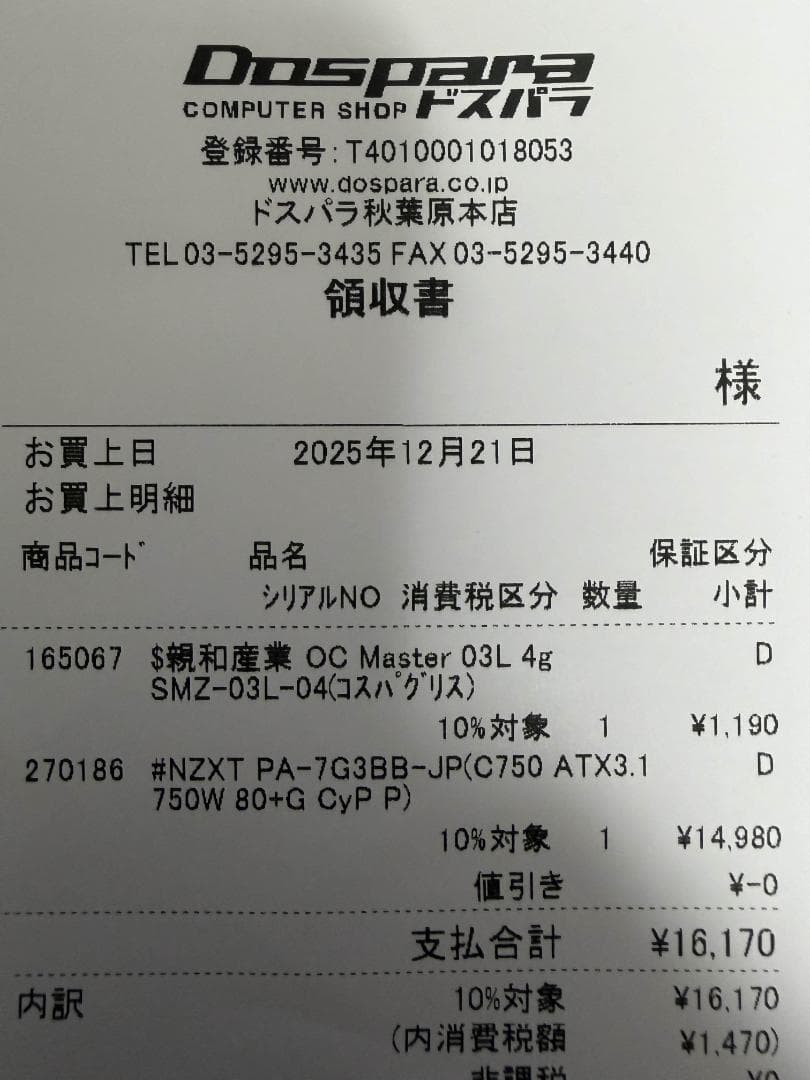 Dospara
COMPUTER SHOP ドスパラ
登録番号:T4010001018053
www.dospara.co.jp
ドスパラ秋葉原本店
TEL03-5295-3435 FAX03-5295-3440
領収書
様
お買上日 2025年12月21日
お買上明細
商品コード 品名 保証区分
シリアルNO 消費税区分 数量 小計
165067 $親和産業 OC Master 03L 4g D
SMZ-03L-04(コスパグリス)
10%対象 1 ¥1,190
270186 #NZXT PA-7G3BB-JP(C750 ATX3.1 D
750W 80+G CyP P)
10%対象 1 ¥14,980
値引き ¥-0
支払合計 ¥16,170
内訳 10%対象 ¥16,170
(内消費税額 ¥1,470)
非課税 ¥0